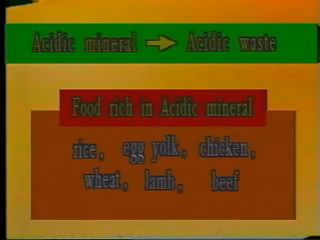 Acidic mineral → Acidic waste
Food rich in Acidic mineral
rice, egg yolk, chicken,
wheat, lamb, beef